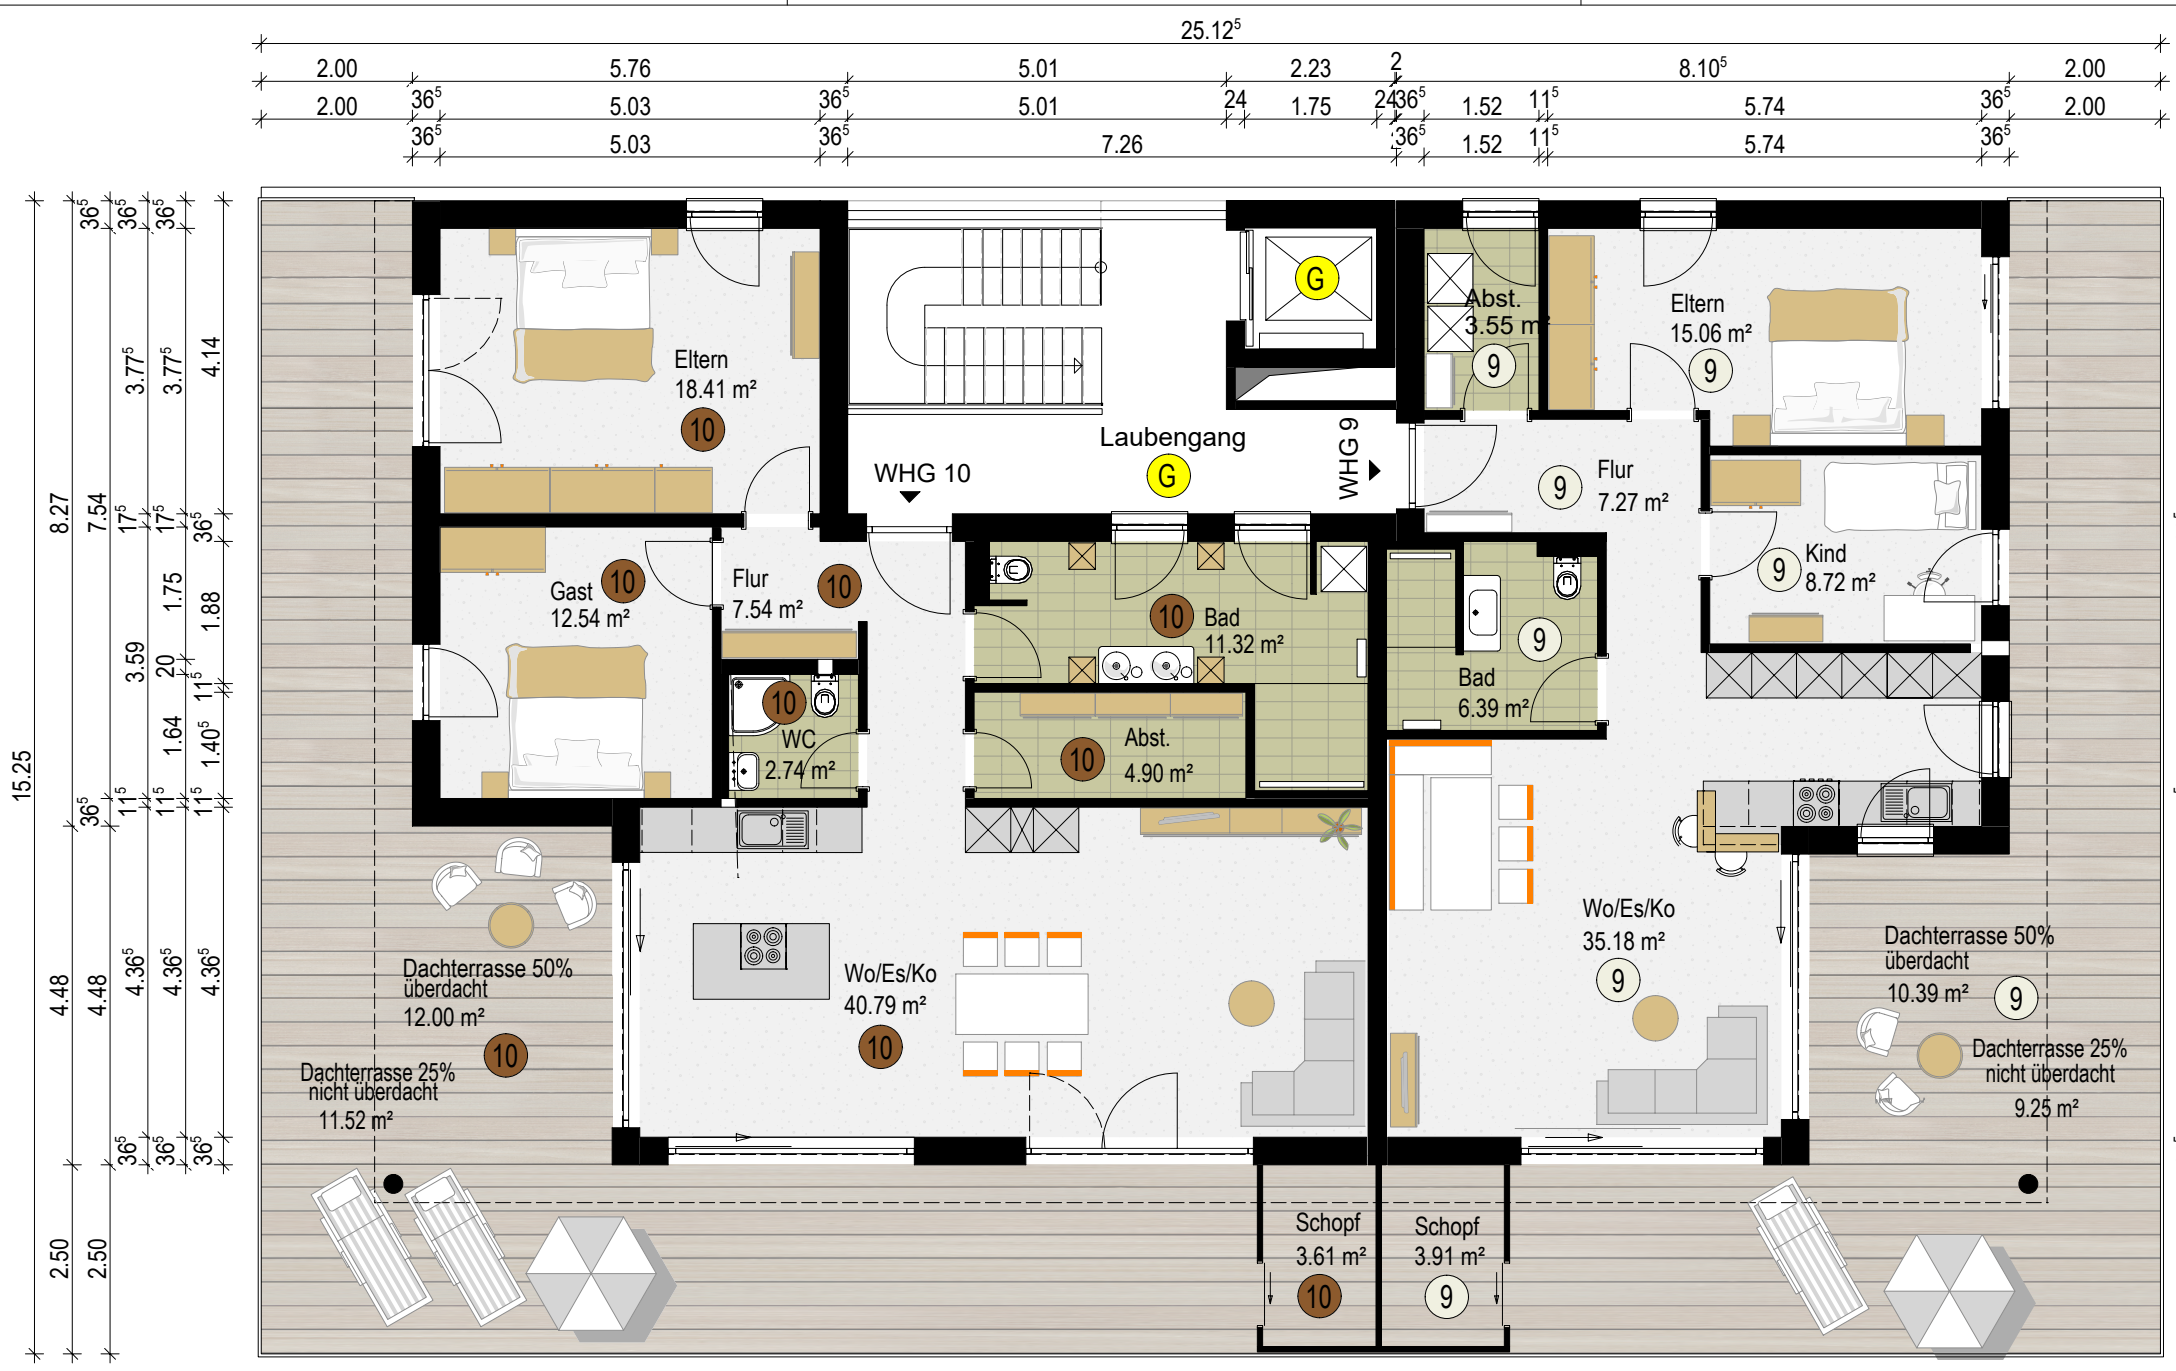 25.12⁵
2.00 5.76 5.01 2.23 2 8.10⁵ 2.00
2.00 36⁵ 5.03 36⁵ 5.01 24 1.75 24 36⁵ 1.52 11⁵ 5.74 36⁵ 2.00
36⁵ 5.03 36⁵ 7.26 36⁵ 1.52 11⁵ 5.74 36⁵
15.25
8.27 4.48 2.50
36⁵ 7.54 36⁵ 4.48 2.50
36⁵ 3.77⁵ 17⁵ 3.59 11⁵ 4.36⁵ 36⁵
36⁵ 3.77⁵ 17⁵ 1.75 20 1.64 11⁵ 4.36⁵ 36⁵
4.14 36⁵ 1.88 11⁵ 1.40⁵ 11⁵ 4.36⁵ 36⁵
Eltern
18.41 m²
10
G
Laubengang
G
WHG 10
WHG 9
Abst.
3.55 m²
9
Eltern
15.06 m²
9
Flur
7.27 m²
9
Kind
8.72 m²
9
Gast
12.54 m²
10
Flur
7.54 m²
10
Bad
11.32 m²
10
Bad
6.39 m²
9
10
WC
2.74 m²
Abst.
4.90 m²
10
Wo/Es/Ko
40.79 m²
10
Wo/Es/Ko
35.18 m²
9
Dachterrasse 50%
überdacht
12.00 m²
10
Dachterrasse 25%
nicht überdacht
11.52 m²
Dachterrasse 50%
überdacht
10.39 m²
9
Dachterrasse 25%
nicht überdacht
9.25 m²
Schopf
3.61 m²
10
Schopf
3.91 m²
9